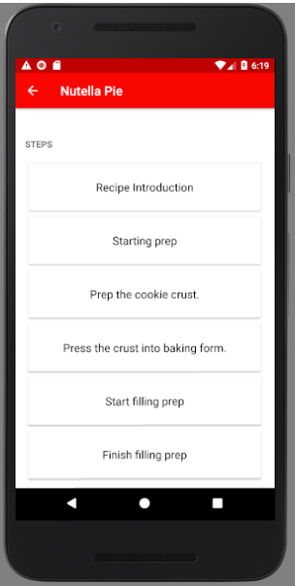 6:19
Nutella Pie
STEPS
Recipe Introduction
Starting prep
Prep the cookie crust.
Press the crust into baking form.
Start filling prep
Finish filling prep